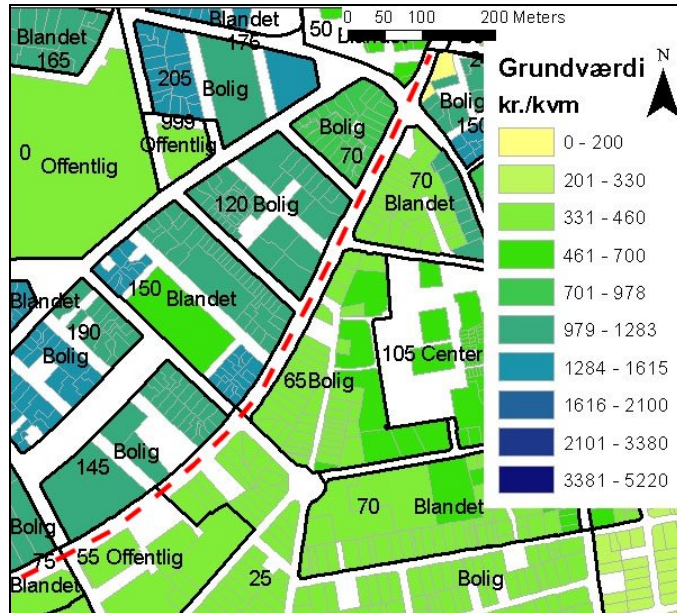 Blandet
165
Blandet
175
50
0 50 100 200 Meters
205
Bolig
999
Offentlig
0
Offentlig
Bolig
70
Bolig
150
70
Blandet
120 Bolig
150
Blandet
Blandet
190
Bolig
105 Center
65 Bolig
145
Bolig
70
Blandet
Bolig
75
Blandet
55 Offentlig
25
Bolig
Grundværdi
kr./kvm
N
0 - 200
201 - 330
331 - 460
461 - 700
701 - 978
979 - 1283
1284 - 1615
1616 - 2100
2101 - 3380
3381 - 5220